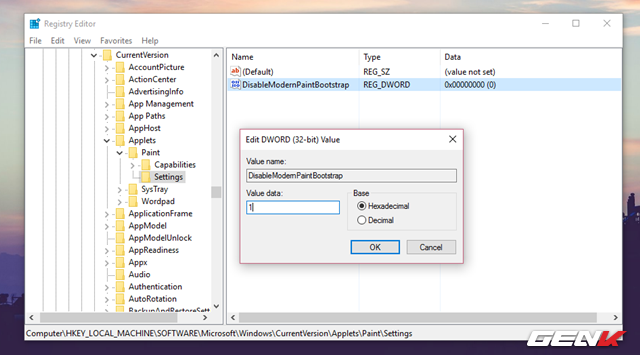 Registry Editor
File Edit View Favorites Help
CurrentVersion
AccountPicture
ActionCenter
AdvertisingInfo
App Management
App Paths
AppHost
Applets
Paint
Capabilities
Settings
SysTray
Wordpad
ApplicationFrame
AppModel
AppModelUnlock
AppReadiness
Appx
Audio
Authentication
AutoRotation
BackupAndRestoreSett
Name Type Data
(Default) REG_SZ (value not set)
DisableModernPaintBootstrap REG_DWORD 0x00000000 (0)
Edit DWORD (32-bit) Value
Value name:
DisableModernPaintBootstrap
Value data:
1
Base
Hexadecimal
Decimal
OK Cancel
Computer\HKEY_LOCAL_MACHINE\SOFTWARE\Microsoft\Windows\CurrentVersion\Applets\Paint\Settings
GENK